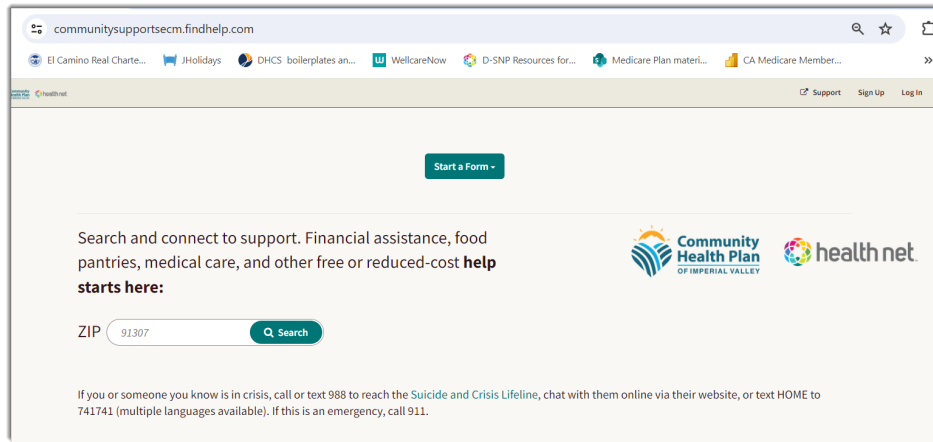 communitysupportsecm.findhelp.com
El Camino Real Charte... JHolidays DHCS boilerplates an... WellcareNow D-SNP Resources for... Medicare Plan materi... CA Medicare Member... »
Community Health Plan health net Support Sign Up Log In
Start a Form
Search and connect to support. Financial assistance, food
pantries, medical care, and other free or reduced-cost help
starts here:
Community
Health Plan
OF IMPERIAL VALLEY
health net.
ZIP 91307 Search
If you or someone you know is in crisis, call or text 988 to reach the Suicide and Crisis Lifeline, chat with them online via their website, or text HOME to
741741 (multiple languages available). If this is an emergency, call 911.